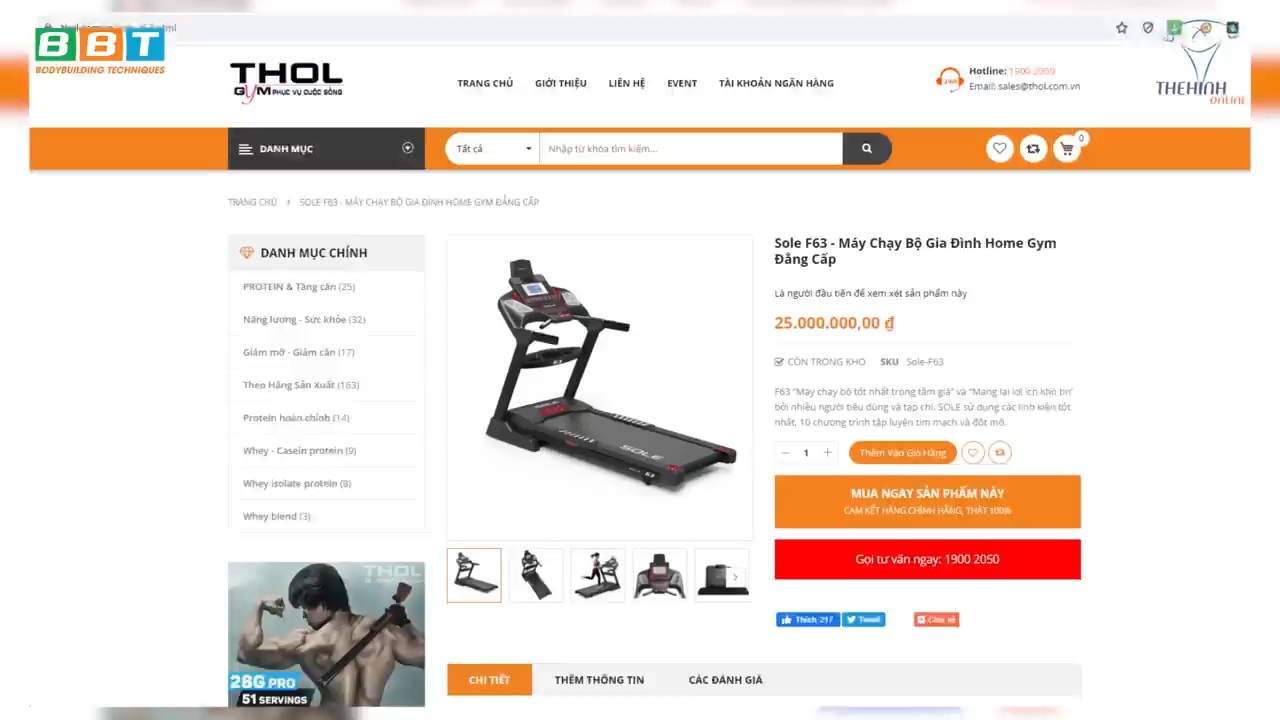 BBT
BODYBUILDING TECHNIQUES
THOL
GYM PHỤC VỤ CUỘC SỐNG
TRANG CHỦ
GIỚI THIỆU
LIÊN HỆ
EVENT
TÀI KHOẢN NGÂN HÀNG
Hotline: 1900 2050
Email: sales@thol.com.vn
THEHINH
ONLINE
DANH MỤC
Tất cả
Nhập từ khóa tìm kiếm...
0
TRANG CHỦ
SOLE F63 - MÁY CHẠY BỘ GIA ĐÌNH HOME GYM ĐẲNG CẤP
DANH MỤC CHÍNH
PROTEIN & Tăng cân (25)
Năng lượng - Sức khỏe (32)
Giảm mỡ - Giảm cân (17)
Theo Hãng Sản Xuất (163)
Protein hoàn chỉnh (14)
Whey - Casein protein (9)
Whey isolate protein (8)
Whey blend (3)
THOL
28G PRO
51 SERVINGS
SOLE
Sole F63 - Máy Chạy Bộ Gia Đình Home Gym
Đẳng Cấp
Là người đầu tiên để xem xét sản phẩm này
25.000.000,00 ₫
CÒN TRONG KHO
SKU Sole-F63
F63 "Máy chạy bộ tốt nhất trong tầm giá" và "Mang lại lợi ích kho bn"
bởi nhiều người tiêu dùng và tạp chí. SOLE sử dụng các linh kiện tốt
nhất, 10 chương trình tập luyện tim mạch và đốt mỡ.
1
Thêm Vào Giỏ Hàng
MUA NGAY SẢN PHẨM NÀY
CAM KẾT HÀNG CHÍNH HÃNG, THẬT 100%
Gọi tư vấn ngay: 1900 2050
Thích 217
Tweet
Chia sẻ
CHI TIẾT
THÊM THÔNG TIN
CÁC ĐÁNH GIÁ